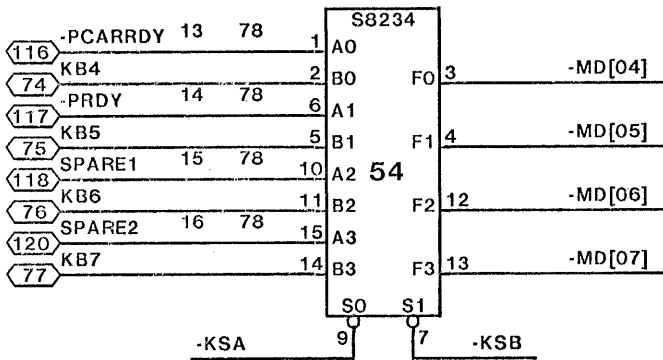 S8234
-PCARRDY 13 78
116 1 A0
KB4
74 2 B0 F0 3 -MD[04]
-PRDY 14 78
117 6 A1
KB5
75 5 B1 F1 4 -MD[05]
SPARE1 15 78
118 10 A2 54
KB6
76 11 B2 F2 12 -MD[06]
SPARE2 16 78
120 15 A3
KB7
77 14 B3 F3 13 -MD[07]
S0 S1
-KSA 9 7 -KSB